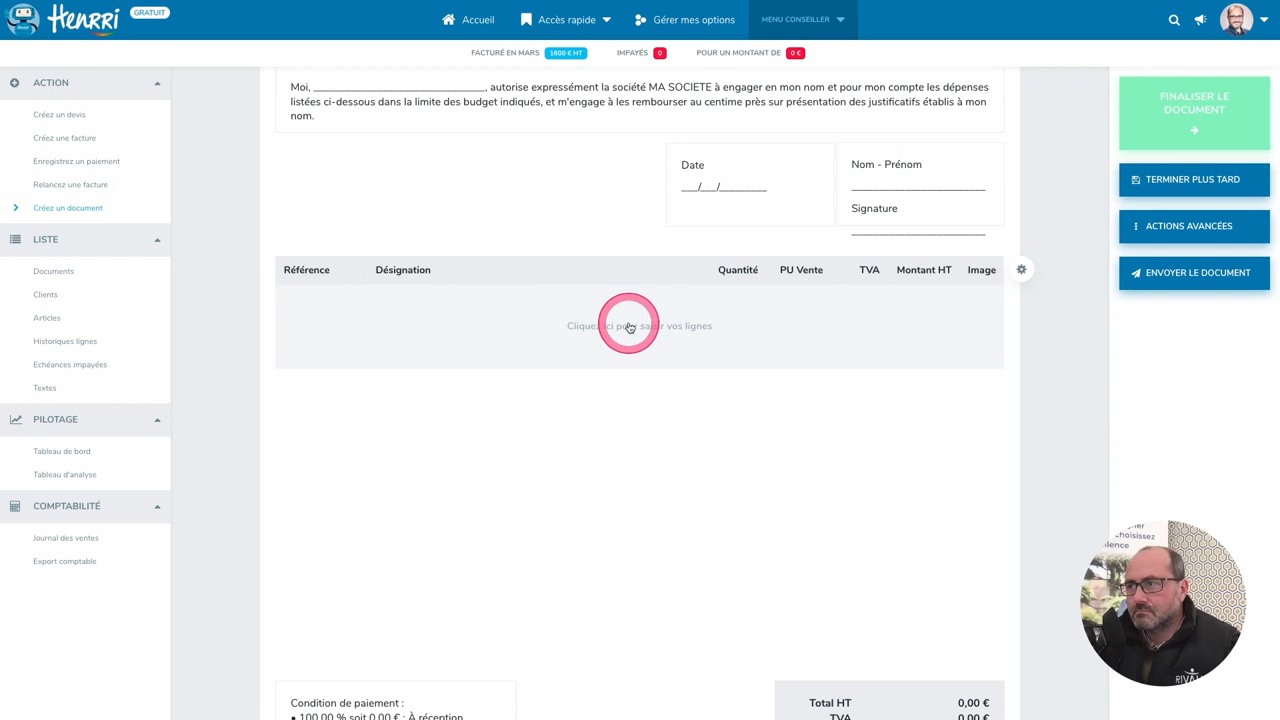 Henrri
GRATUIT
Accueil
Accès rapide
Gérer mes options
MENU CONSEILLER
FACTURÉ EN MARS 1600 € HT
IMPAYÉS 0
POUR UN MONTANT DE 0 €
ACTION
Créez un devis
Créez une facture
Enregistrez un paiement
Relancez une facture
Créez un document
LISTE
Documents
Clients
Articles
Historiques lignes
Echéances impayées
Textes
PILOTAGE
Tableau de bord
Tableau d'analyse
COMPTABILITÉ
Journal des ventes
Export comptable
Moi, ______________________________, autorise expressément la société MA SOCIETE à engager en mon nom et pour mon compte les dépenses
listées ci-dessous dans la limite des budget indiqués, et m'engage à les rembourser au centime près sur présentation des justificatifs établis à mon
nom.
Date
___/___/________
Nom - Prénom
Signature
Référence Désignation Quantité PU Vente TVA Montant HT Image
Cliquez ici pour saisir vos lignes
Condition de paiement :
• 100,00 % soit 0,00 € : À réception
Total HT 0,00 €
TVA 0,00 €
FINALISER LE
DOCUMENT
TERMINER PLUS TARD
ACTIONS AVANCÉES
ENVOYER LE DOCUMENT
choisissez
RIVAL